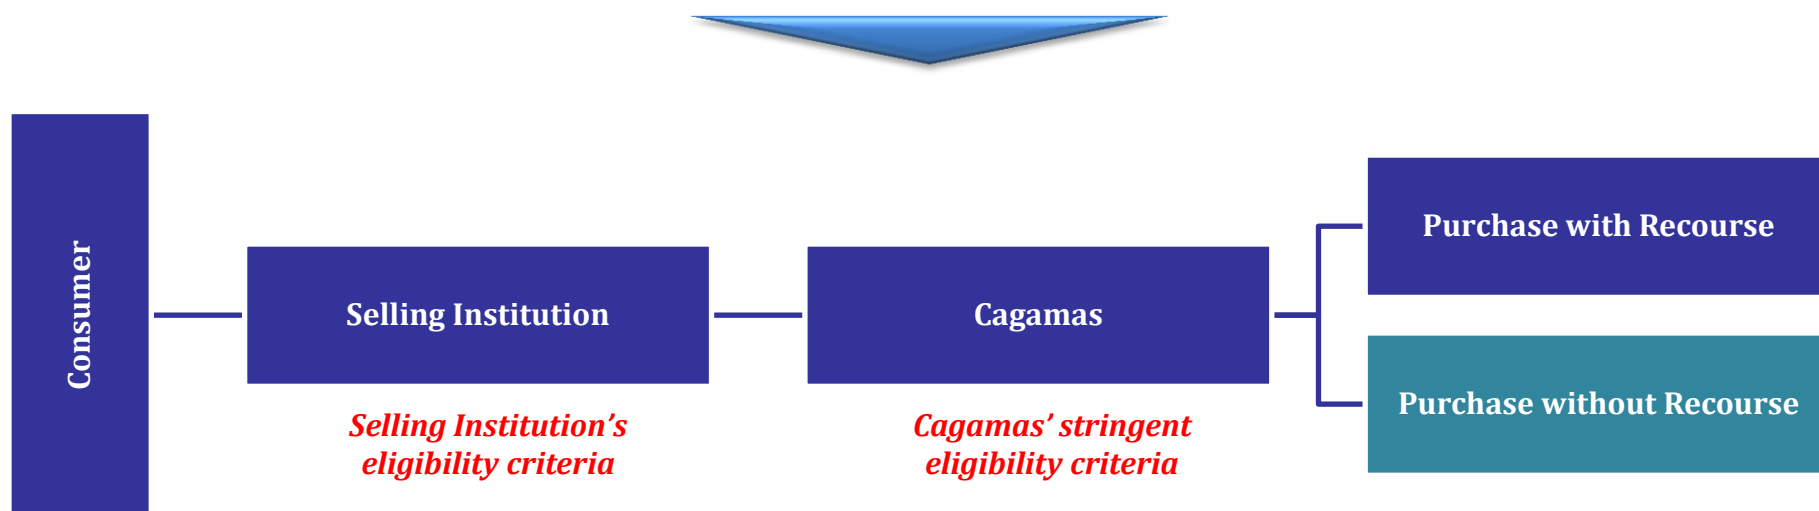 Consumer
Selling Institution
Selling Institution’s
eligibility criteria
Cagamas
Cagamas’ stringent
eligibility criteria
Purchase with Recourse
Purchase without Recourse